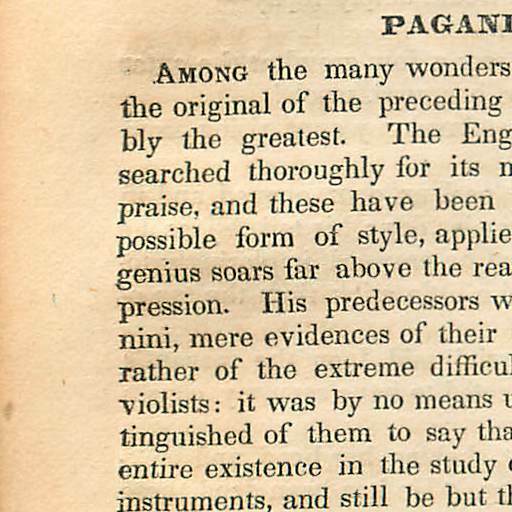 PAGANI
AMONG the many wonders
the original of the preceding
bly the greatest. The Eng
searched thoroughly for its
praise, and these have been
possible form of style, applie
genius soars far above the rea
pression. His predecessors w
nini, mere evidences of their
rather of the extreme difficul
violists: it was by no means
tinguished of them to say tha
entire existence in the study
instruments, and still be but th